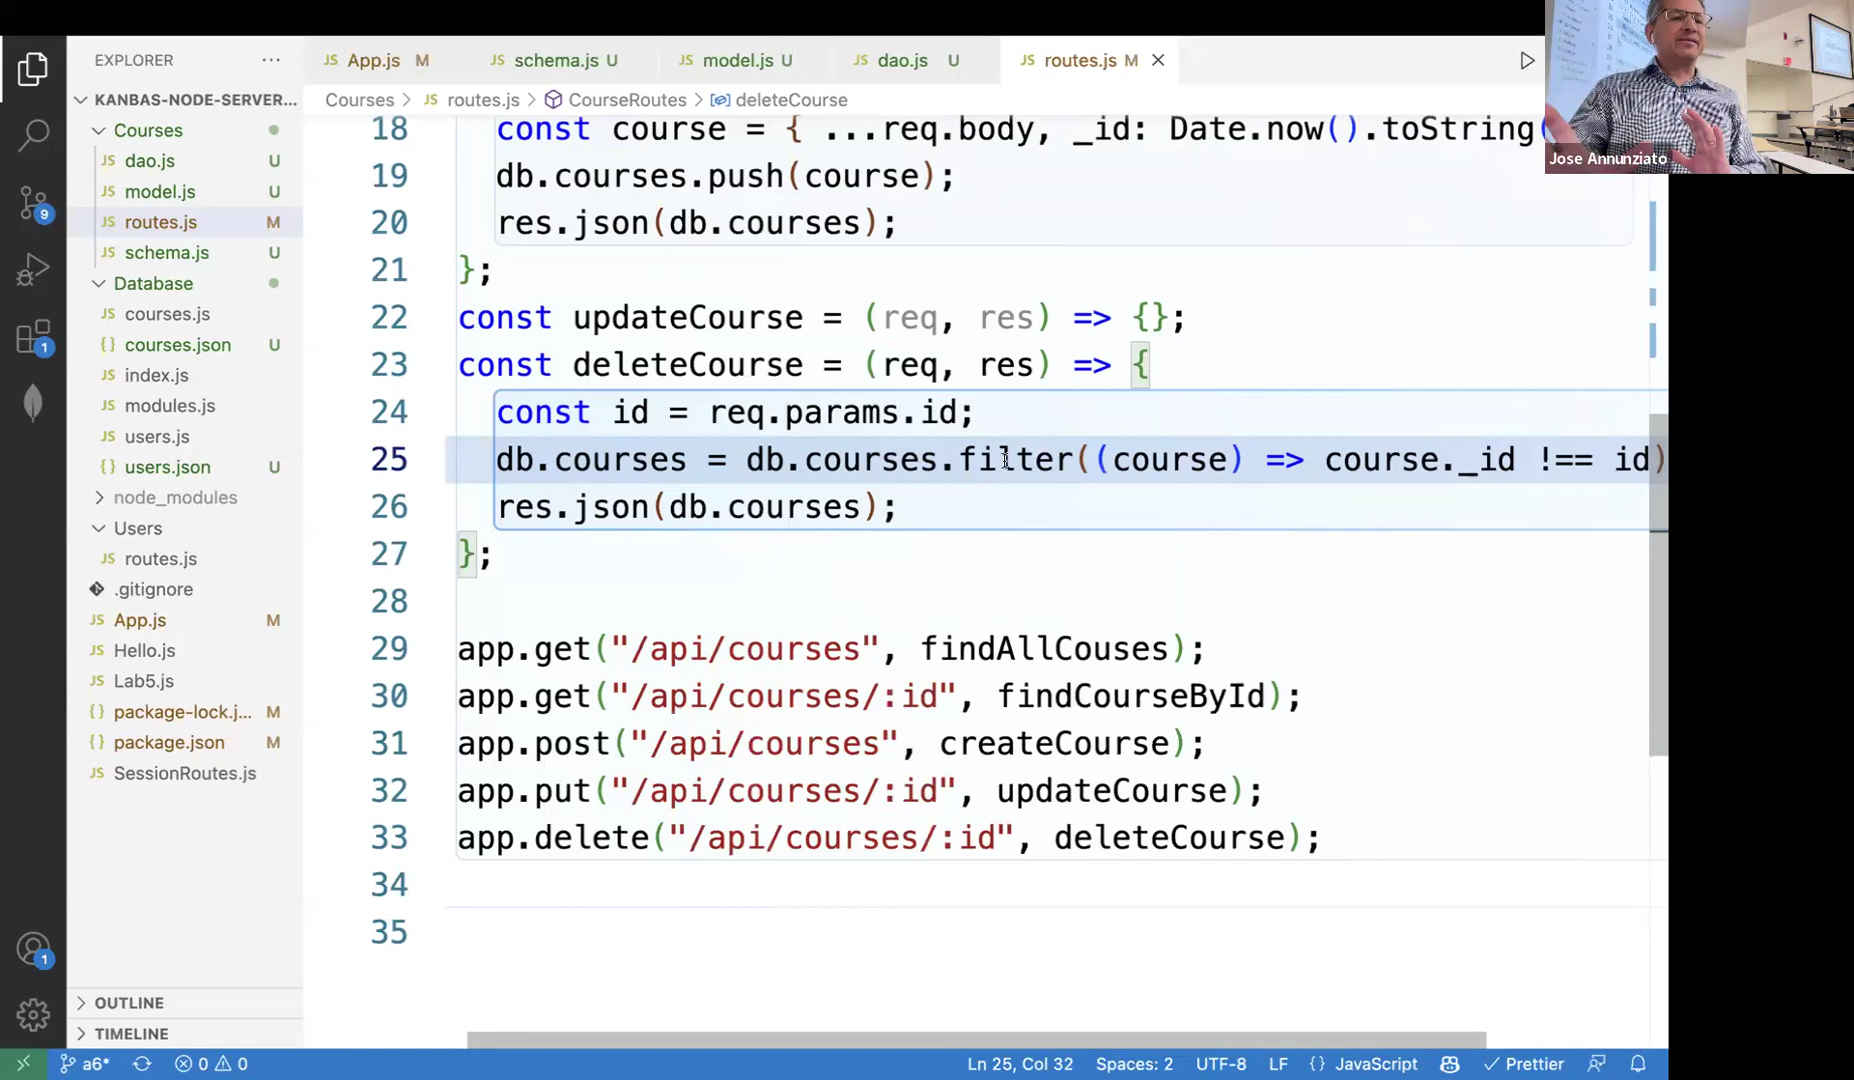 EXPLORER
KANBAS-NODE-SERVER...
Courses
dao.js U
model.js U
routes.js M
schema.js U
Database
courses.js
courses.json U
index.js
modules.js
users.js
users.json U
node_modules
Users
routes.js
.gitignore
App.js M
Hello.js
Lab5.js
package-lock.j... M
package.json M
SessionRoutes.js
OUTLINE
TIMELINE
9
1
1
App.js M
schema.js U
model.js U
dao.js U
routes.js M
Courses > routes.js > CourseRoutes > deleteCourse
18 const course = { ...req.body, _id: Date.now().toString(
19 db.courses.push(course);
20 res.json(db.courses);
21 };
22 const updateCourse = (req, res) => {};
23 const deleteCourse = (req, res) => {
24 const id = req.params.id;
25 db.courses = db.courses.filter((course) => course._id !== id)
26 res.json(db.courses);
27 };
28
29 app.get("/api/courses", findAllCouses);
30 app.get("/api/courses/:id", findCourseById);
31 app.post("/api/courses", createCourse);
32 app.put("/api/courses/:id", updateCourse);
33 app.delete("/api/courses/:id", deleteCourse);
34
35
Jose Annunziato
a6* 0 0 Ln 25, Col 32 Spaces: 2 UTF-8 LF {} JavaScript Prettier